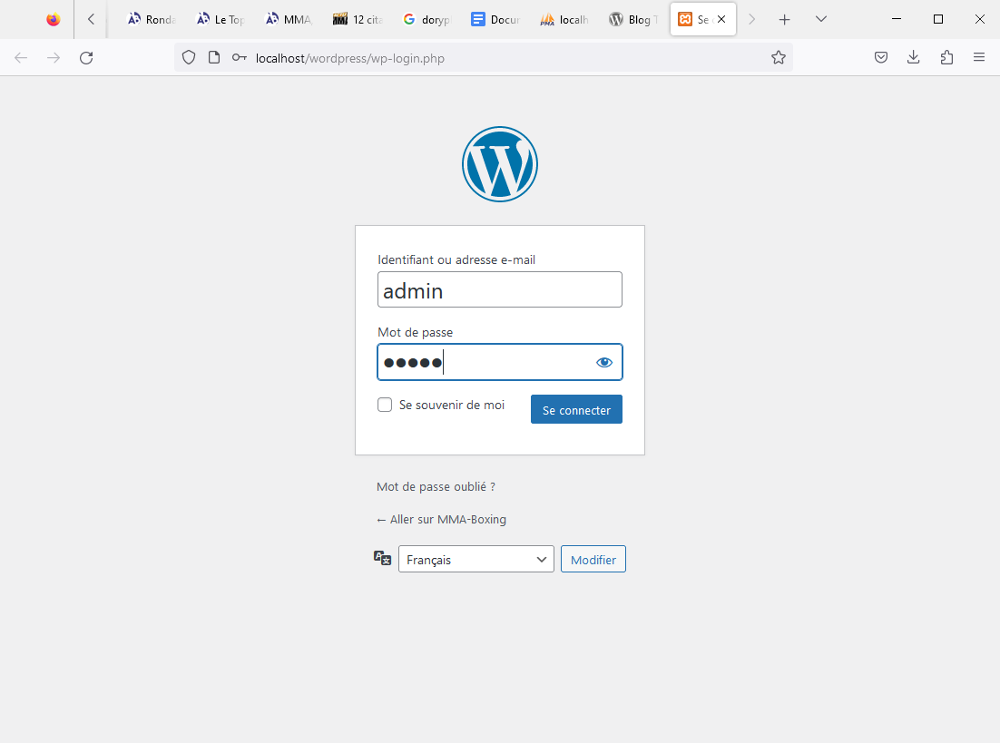 Ronda
Le Top
MMA,
12 cita
doryp
Docum
localh
Blog T
Se
localhost/wordpress/wp-login.php
Identifiant ou adresse e-mail
admin
Mot de passe
●●●●●
Se souvenir de moi
Se connecter
Mot de passe oublié ?
← Aller sur MMA-Boxing
Français
Modifier